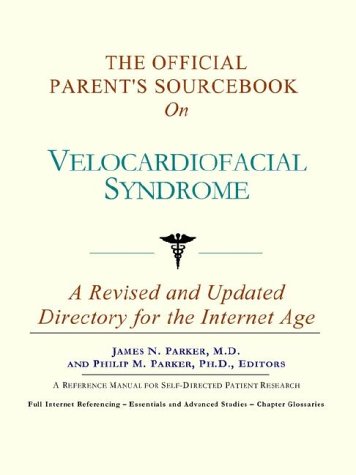 THE OFFICIAL
PARENT'S SOURCEBOOK
On
VELOCARDIOFACIAL
SYNDROME
A Revised and Updated
Directory for the Internet Age
JAMES N. PARKER, M.D.
AND PHILIP M. PARKER, PH.D., EDITORS
A REFERENCE MANUAL FOR SELF-DIRECTED PATIENT RESEARCH
Full Internet Referencing – Essentials and Advanced Studies – Chapter Glossaries